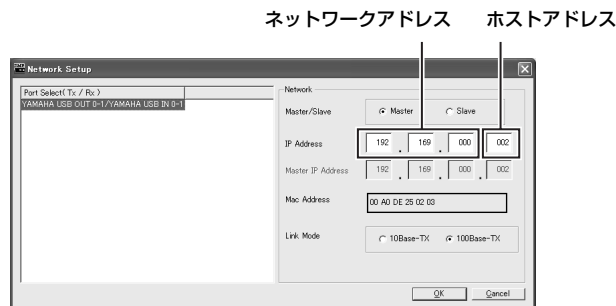 ネットワークアドレス ホストアドレス
Network Setup
Port Select( Tx / Rx )
YAMAHA USB OUT 0-1/YAMAHA USB IN 0-1
Network
Master/Slave Master Slave
IP Address 192 . 169 . 000 . 002
Master IP Address 192 . 169 . 000 . 002
Mac Address 00 A0 DE 25 02 03
Link Mode 10Base-TX 100Base-TX
OK Cancel